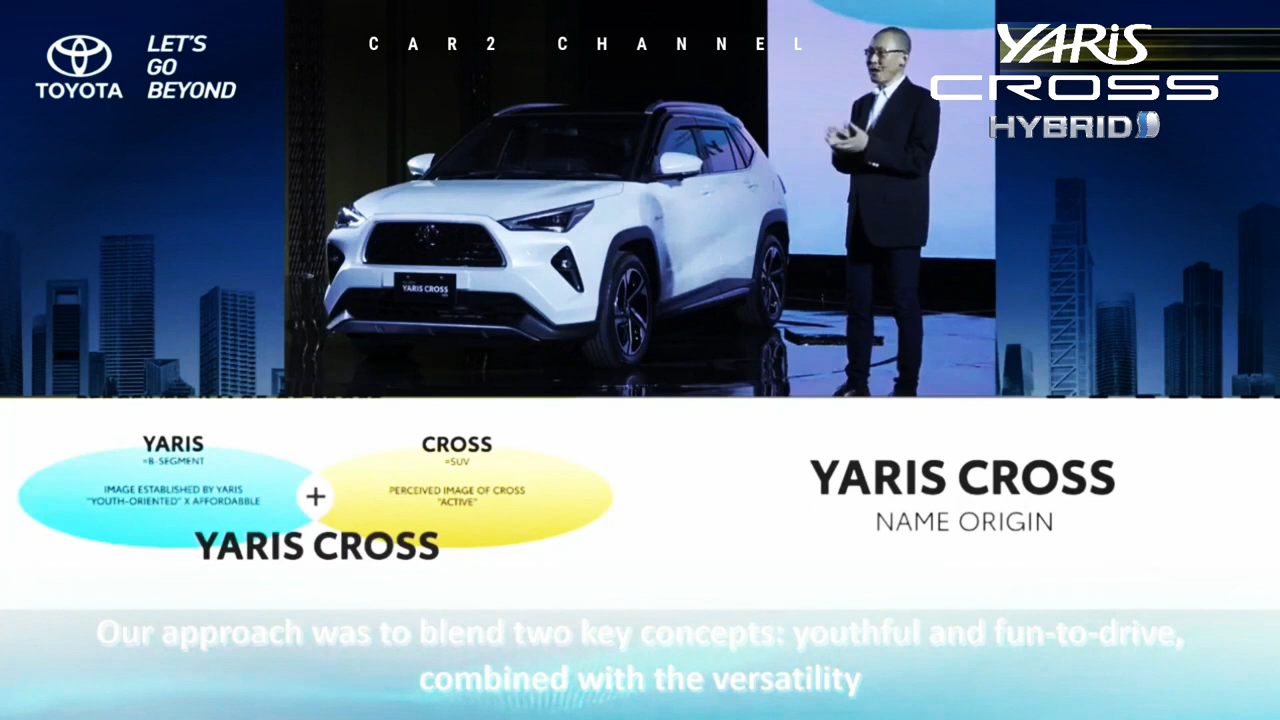 CAR2 CHANNEL
TOYOTA
LET'S
GO
BEYOND
YARiS
CROSS
HYBRID
YARIS CROSS
YARIS
=B-SEGMENT
IMAGE ESTABLISHED BY YARIS
"YOUTH-ORIENTED" X AFFORDABBLE
+
CROSS
=SUV
PERCEIVED IMAGE OF CROSS
"ACTIVE"
YARIS CROSS
YARIS CROSS
NAME ORIGIN
Our approach was to blend two key concepts: youthful and fun-to-drive,
combined with the versatility